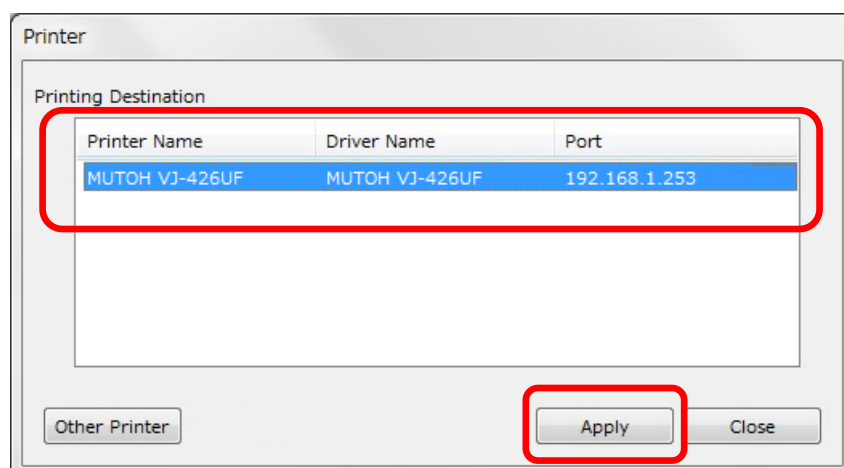 Printer
Printing Destination
Printer Name Driver Name Port
MUTOH VJ-426UF MUTOH VJ-426UF 192.168.1.253
Other Printer Apply Close